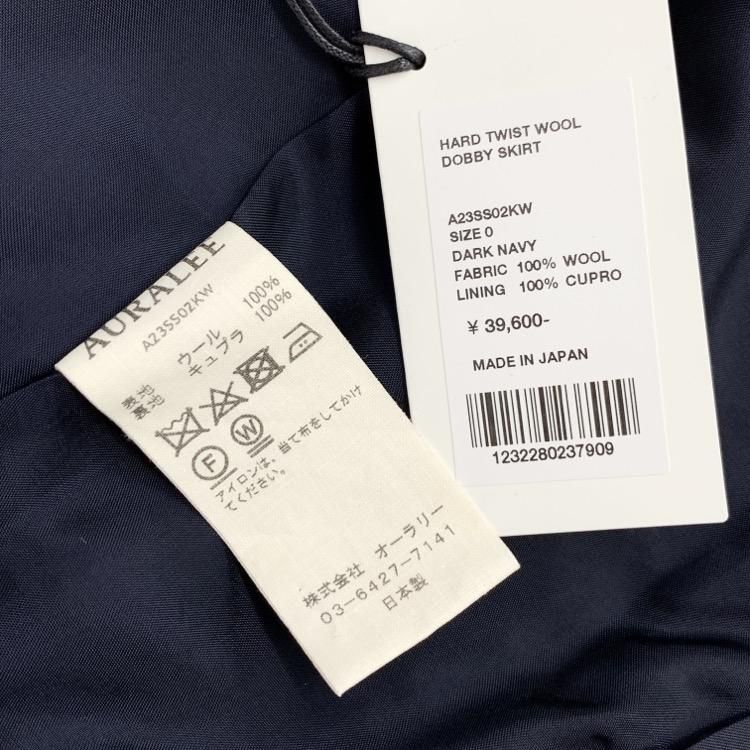 HARD TWIST WOOL
DOBBY SKIRT
A23SS02KW
SIZE 0
DARK NAVY
FABRIC 100% WOOL
LINING 100% CUPRO
¥ 39,600-
MADE IN JAPAN
1232280237909
AURALEE
A23SS02KW
表地 ウール 100%
裏地 キュプラ 100%
F W
アイロンは、当て布をしてかけ
てください。
株式会社 オーラリー
03-6427-7141
日本製